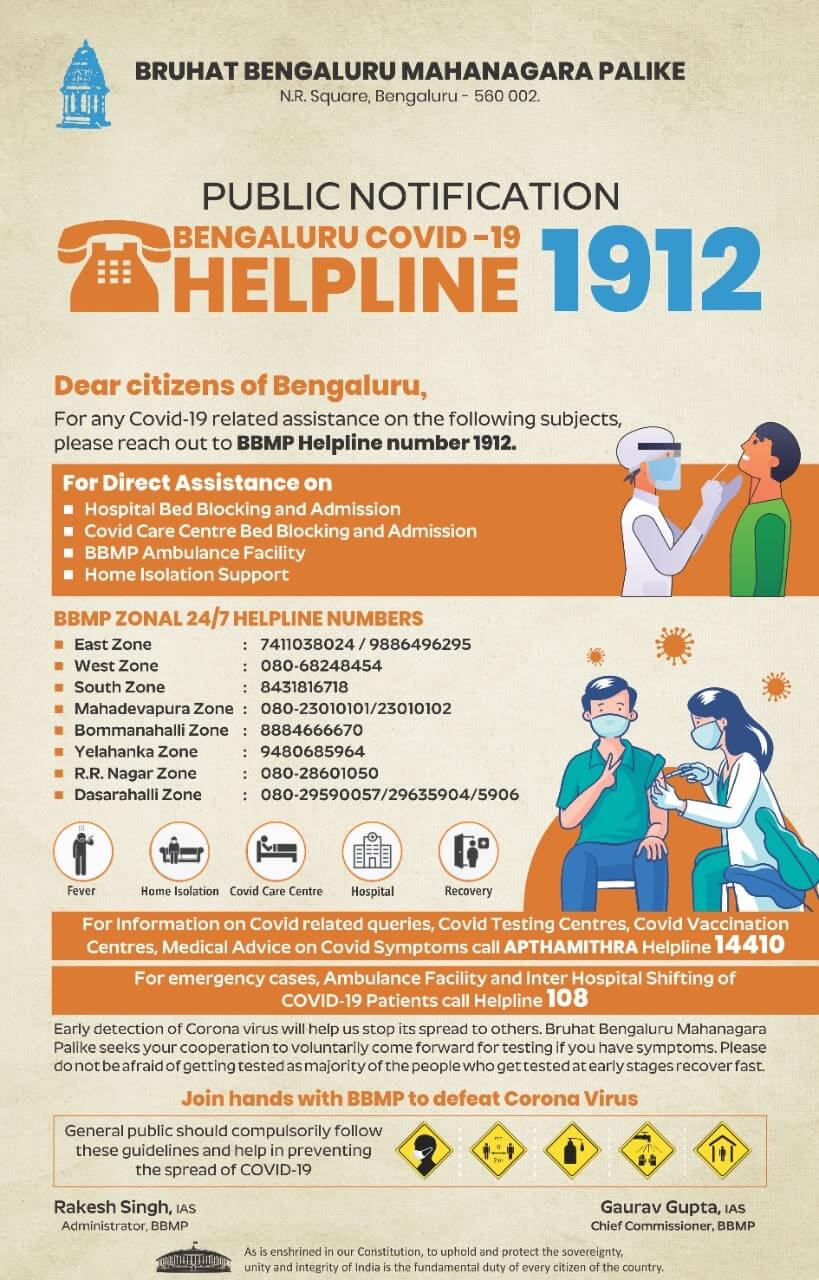 BRUHAT BENGALURU MAHANAGARA PALIKE
N.R. Square, Bengaluru - 560 002.
PUBLIC NOTIFICATION
BENGALURU COVID -19
HELPLINE 1912
Dear citizens of Bengaluru,
For any Covid-19 related assistance on the following subjects,
please reach out to BBMP Helpline number 1912.
For Direct Assistance on
Hospital Bed Blocking and Admission
Covid Care Centre Bed Blocking and Admission
BBMP Ambulance Facility
Home Isolation Support
BBMP ZONAL 24/7 HELPLINE NUMBERS
East Zone : 7411038024 / 9886496295
West Zone : 080-68248454
South Zone : 8431816718
Mahadevapura Zone : 080-23010101/23010102
Bommanahalli Zone : 8884666670
Yelahanka Zone : 9480685964
R.R. Nagar Zone : 080-28601050
Dasarahalli Zone : 080-29590057/29635904/5906
Fever Home Isolation Covid Care Centre Hospital Recovery
For Information on Covid related queries, Covid Testing Centres, Covid Vaccination
Centres, Medical Advice on Covid Symptoms call APTHAMITHRA Helpline 14410
For emergency cases, Ambulance Facility and Inter Hospital Shifting of
COVID-19 Patients call Helpline 108
Early detection of Corona virus will help us stop its spread to others. Bruhat Bengaluru Mahanagara
Palike seeks your cooperation to voluntarily come forward for testing if you have symptoms. Please
do not be afraid of getting tested as majority of the people who get tested at early stages recover fast.
Join hands with BBMP to defeat Corona Virus
General public should compulsorily follow
these guidelines and help in preventing
the spread of COVID-19
Rakesh Singh, IAS
Administrator, BBMP
Gaurav Gupta, IAS
Chief Commissioner, BBMP
As is enshrined in our Constitution, to uphold and protect the sovereignty,
unity and integrity of India is the fundamental duty of every citizen of the country.